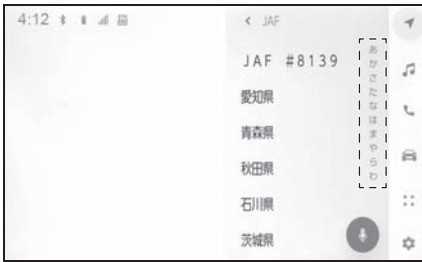 4:12
JAF
JAF #8139
愛知県
青森県
秋田県
石川県
茨城県
あ
か
さ
た
な
は
ま
や
ら
わ